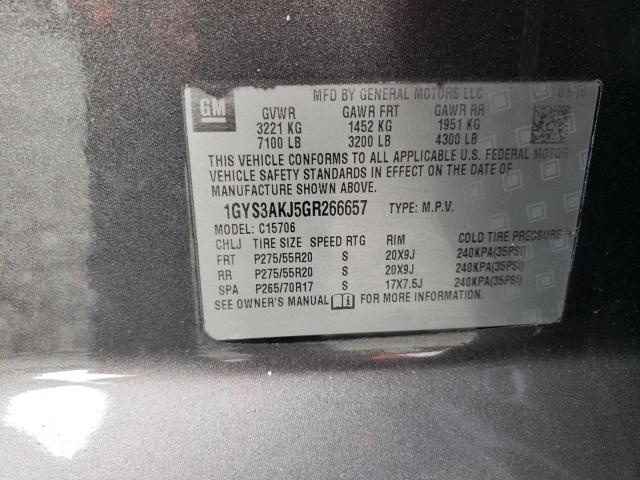 GM
MFD BY GENERAL MOTORS LLC
GVWR GAWR FRT GAWR RR
3221 KG 1452 KG 1951 KG
7100 LB 3200 LB 4300 LB
THIS VEHICLE CONFORMS TO ALL APPLICABLE U.S. FEDERAL MOTOR
VEHICLE SAFETY STANDARDS IN EFFECT ON THE DATE OF
MANUFACTURE SHOWN ABOVE.
1GYS3AKJ5GR266657 TYPE: M.P.V.
MODEL: C15706
CHLJ TIRE SIZE SPEED RTG RIM COLD TIRE PRESSURE
FRT P275/55R20 S 20X9J 240KPA(35PSI)
RR P275/55R20 S 20X9J 240KPA(35PSI)
SPA P265/70R17 S 17X7.5J 240KPA(35PSI)
SEE OWNER'S MANUAL FOR MORE INFORMATION.